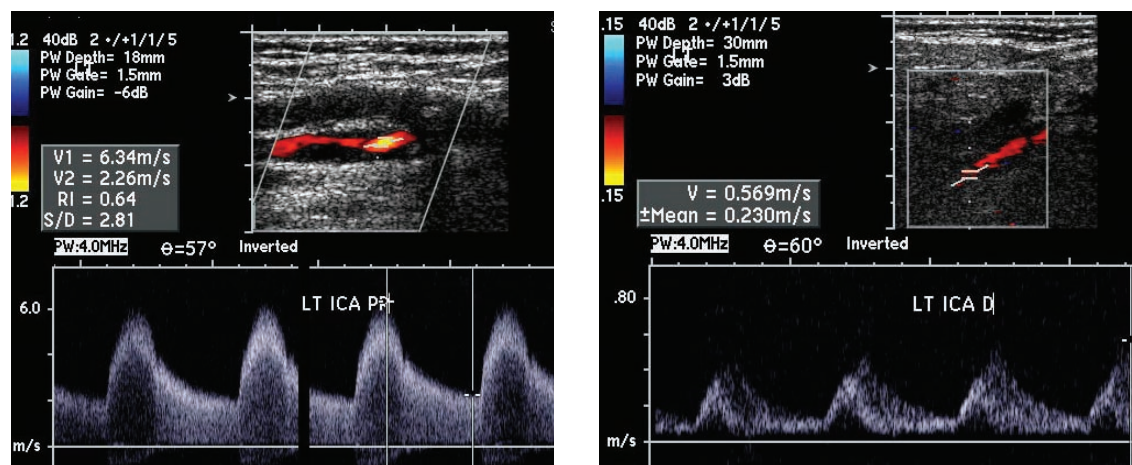 1.2
40dB 2 •/+1/1/5
PW Depth= 18mm
PW Gate= 1.5mm
PW Gain= -6dB
V1 = 6.34m/s
V2 = 2.26m/s
RI = 0.64
S/D = 2.81
1.2
PW:4.0MHz
θ=57°
Inverted
6.0
LT ICA PR
m/s
.15
40dB 2 •/+1/1/5
PW Depth= 30mm
PW Gate= 1.5mm
PW Gain= 3dB
V = 0.569m/s
±Mean = 0.230m/s
.15
PW:4.0MHz
θ=60°
Inverted
.80
LT ICA D
m/s